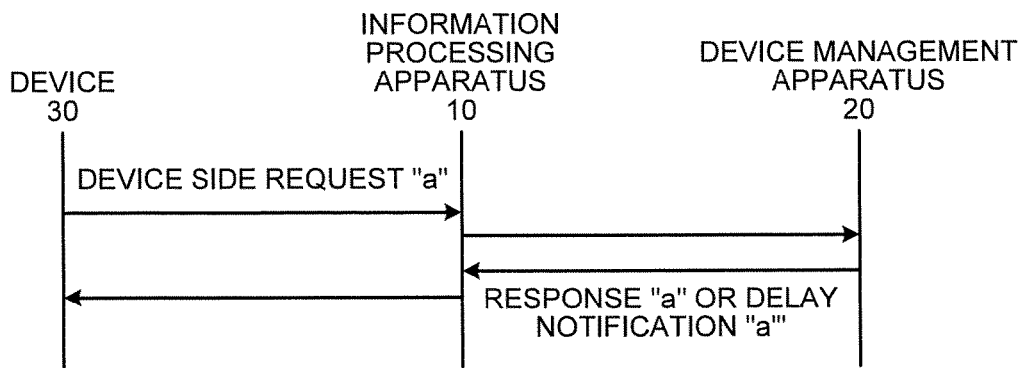 DEVICE
30
INFORMATION
PROCESSING
APPARATUS
10
DEVICE MANAGEMENT
APPARATUS
20
DEVICE SIDE REQUEST "a"
RESPONSE "a" OR DELAY
NOTIFICATION "a'"